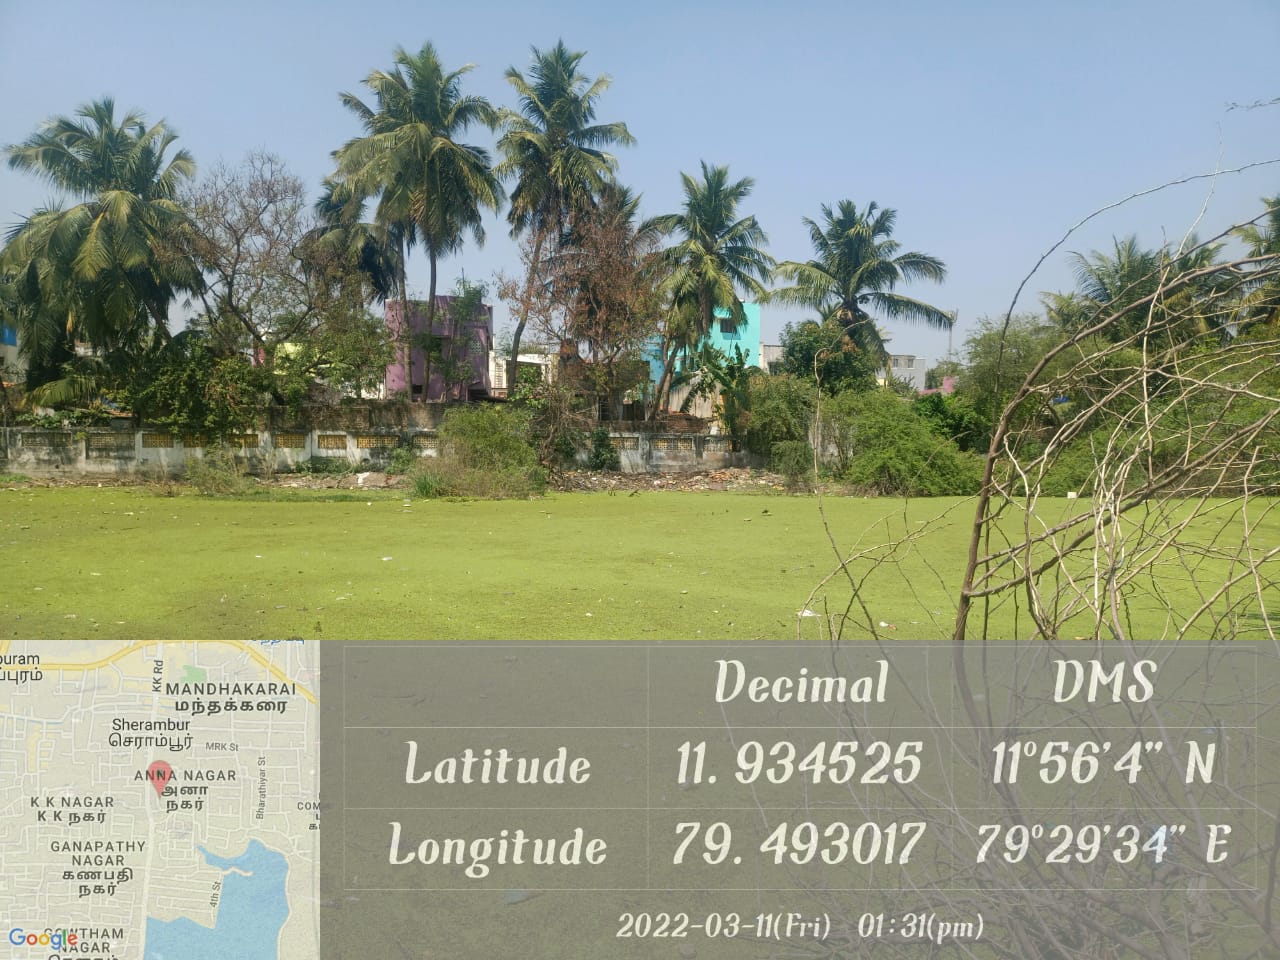 புரம்
KK Rd
MANDHAKARAI
மந்தக்கரை
Sherambur
செராம்பூர்
MRK St
ANNA NAGAR
அனா
நகர்
Bharathiyar St
K K NAGAR
K K நகர்
GANAPATHY
NAGAR
கணபதி
நகர்
4th St
GOWTHAM
NAGAR
Google
Decimal DMS
Latitude 11. 934525 11°56'4" N
Longitude 79. 493017 79°29'34" E
2022-03-11(Fri) 01:31(pm)